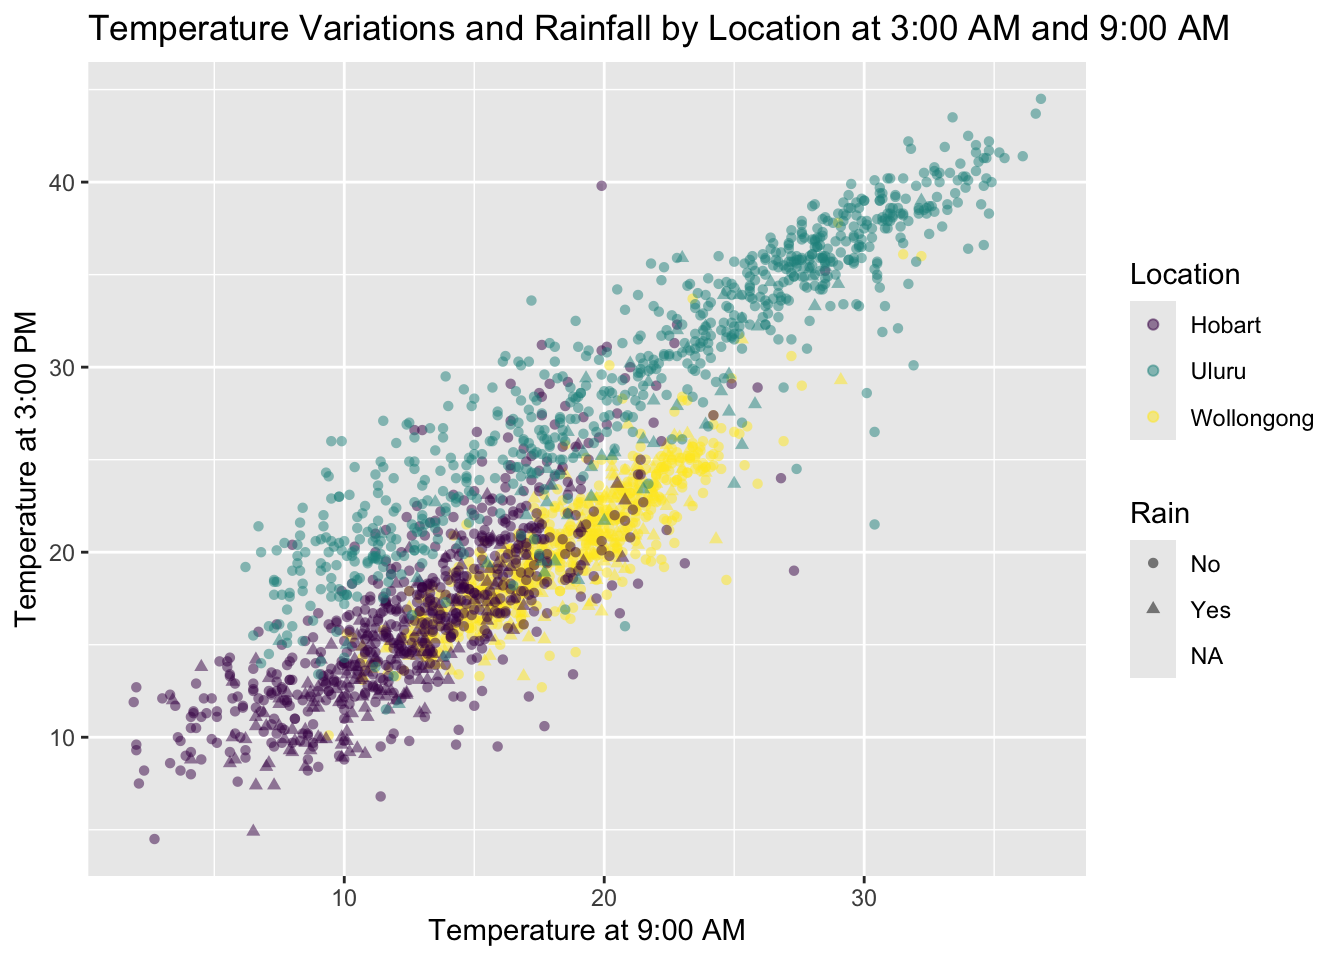 Temperature Variations and Rainfall by Location at 3:00 AM and 9:00 AM
Temperature at 3:00 PM
40
30
20
10
10
20
30
Temperature at 9:00 AM
Location
Hobart
Uluru
Wollongong
Rain
No
Yes
NA